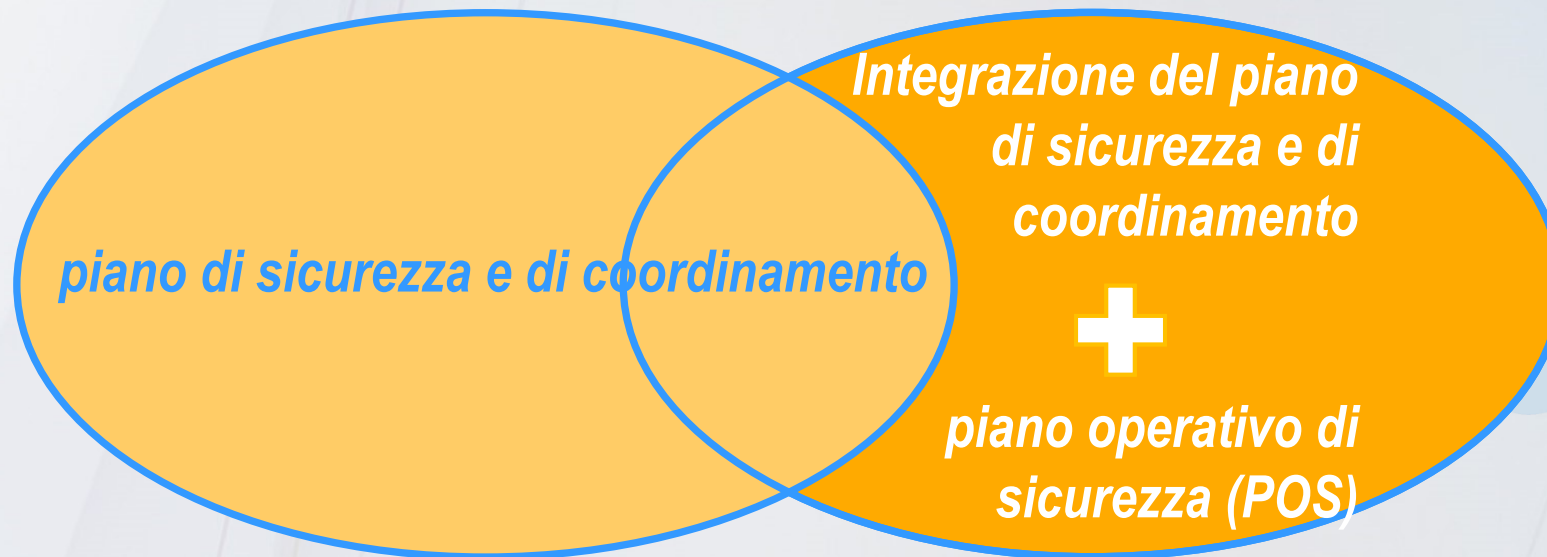 piano di sicurezza e di coordinamento
Integrazione del piano
di sicurezza e di
coordinamento
piano operativo di
sicurezza (POS)